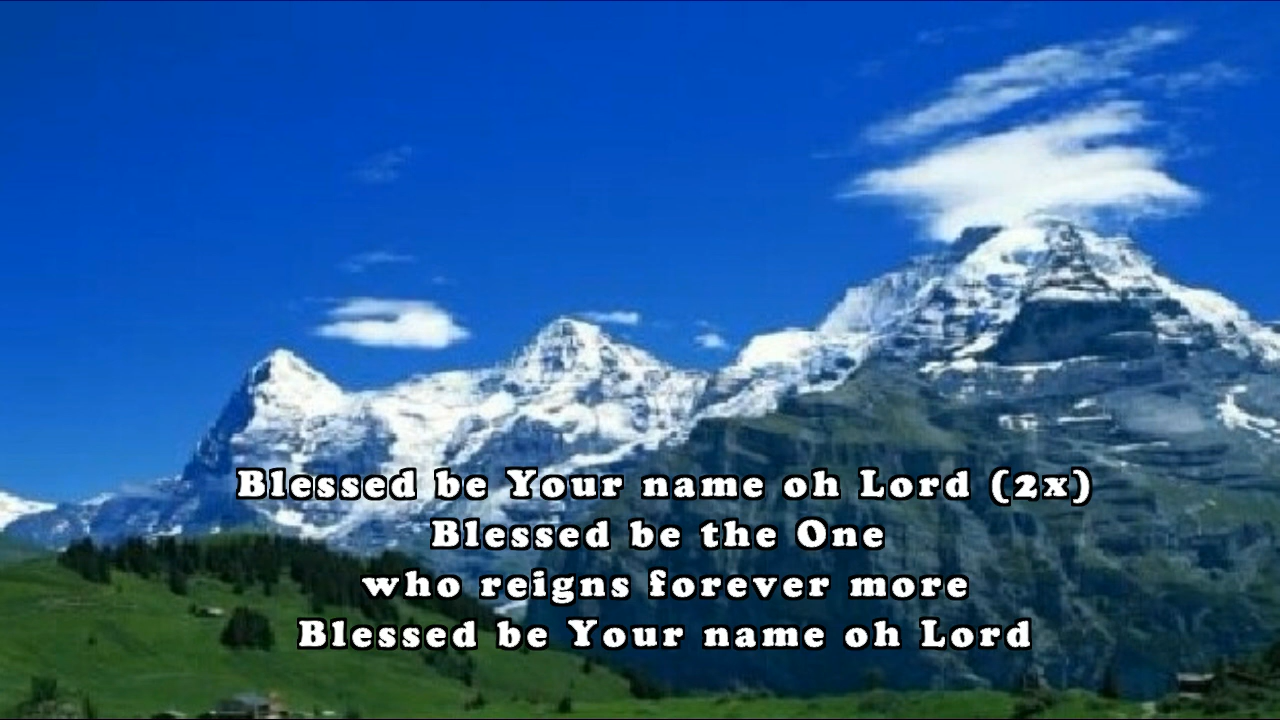 Blessed be Your name oh Lord (2x)
Blessed be the One
who reigns forever more
Blessed be Your name oh Lord